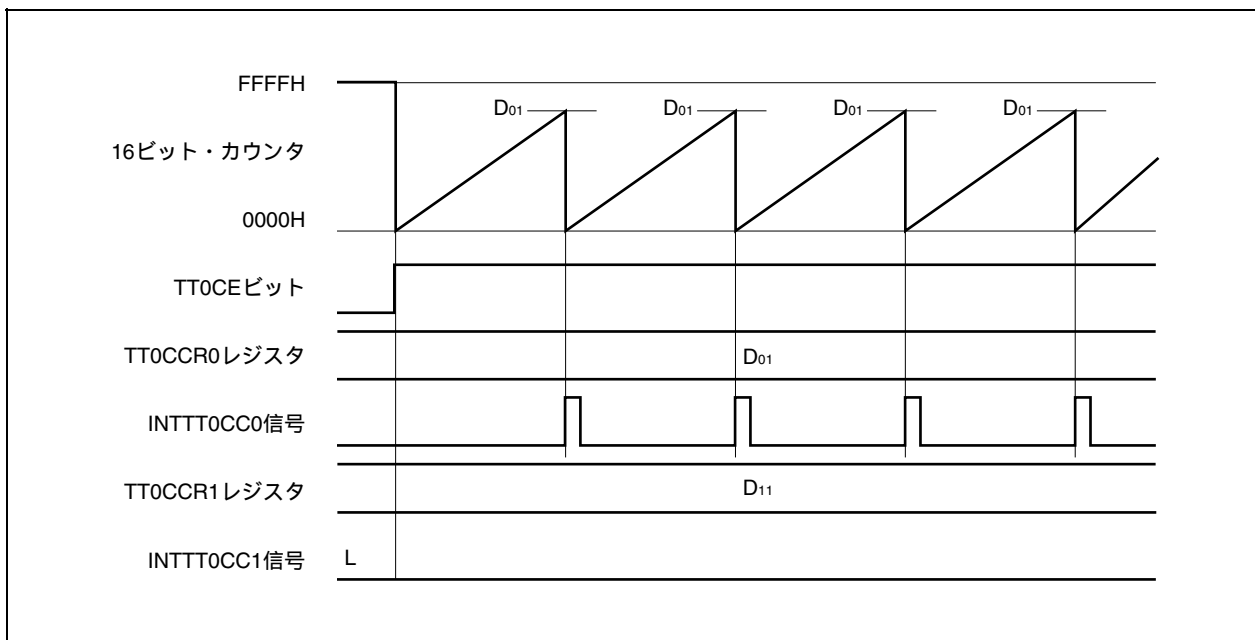 FFFFH
D01 D01 D01 D01
16ビット・カウンタ
0000H
TT0CEビット
TT0CCR0レジスタ D01
INTTT0CC0信号
TT0CCR1レジスタ D11
INTTT0CC1信号 L